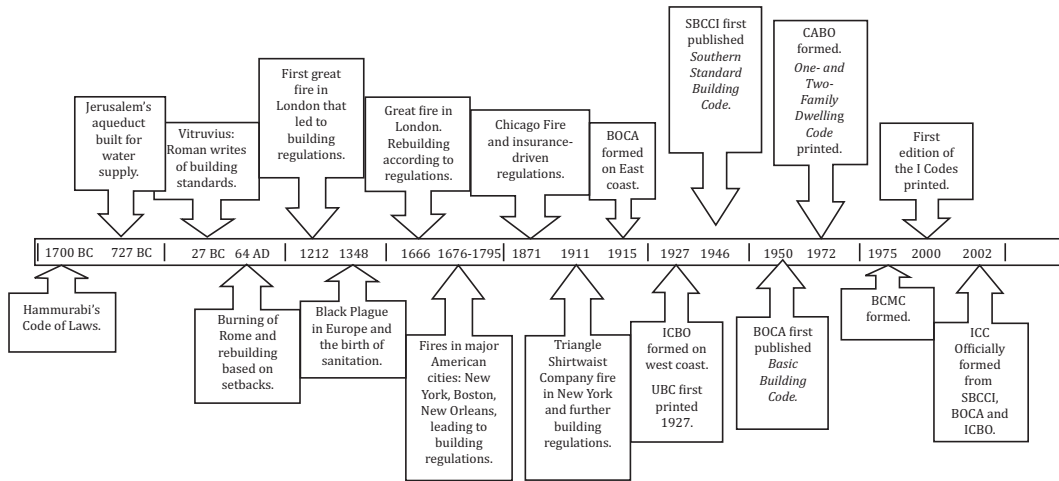 SBCCI first
published
Southern
Standard
Building
Code.
CABO
formed.
One- and
Two-
Family
Dwelling
Code
printed.
First great
fire in
London that
led to
building
regulations.
Jerusalem’s
aqueduct
built for
water
supply.
Vitruvius:
Roman writes
of building
standards.
Great fire in
London.
Rebuilding
according to
regulations.
Chicago Fire
and insurance-
driven
regulations.
BOCA
formed
on East
coast.
First
edition of
the I Codes
printed.
1700 BC 727 BC 27 BC 64 AD 1212 1348 1666 1676-1795 1871 1911 1915 1927 1946 1950 1972 1975 2000 2002
Hammurabi’s
Code of Laws.
Burning of
Rome and
rebuilding
based on
setbacks.
Black Plague
in Europe and
the birth of
sanitation.
Fires in major
American
cities: New
York, Boston,
New Orleans,
leading to
building
regulations.
Triangle
Shirtwaist
Company fire
in New York
and further
building
regulations.
ICBO
formed on
west coast.
UBC first
printed
1927.
BOCA first
published
Basic
Building
Code.
BCMC
formed.
ICC
Officially
formed
from
SBCCI,
BOCA and
ICBO.